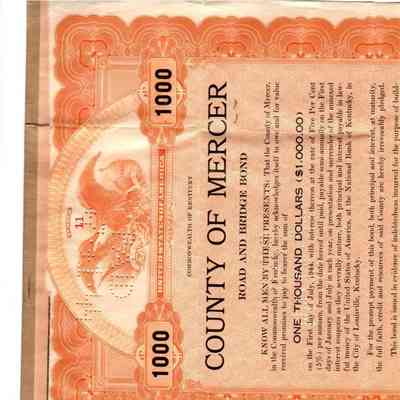 1000
1000
UNITED STATES OF AMERICA
11
COMMONWEALTH OF KENTUCKY
COUNTY OF MERCER
ROAD AND BRIDGE BOND
KNOW ALL MEN BY THESE PRESENTS: That the County of Mercer,
in the Commonwealth of Kentucky, hereby acknowledges itself to owe and for value
received promises to pay to bearer the sum of
ONE THOUSAND DOLLARS ($1,000.00)
on the First day of July, 1944, with interest thereon at the rate of Five Per Cent
(5%) per annum, from the date hereof until paid, payable semi-annually on the First
days of January and July in each year, on presentation and surrender of the annexed
interest coupons as they severally mature, both principal and interest payable in law-
ful money of the United States of America, at the National Bank of Kentucky, in
the City of Louisville, Kentucky.
For the prompt payment of this bond, both principal and interest, at maturity,
the full faith, credit and resources of said County are hereby irrevocably pledged.
This bond is issued in evidence of indebtedness incurred for the purpose of build-